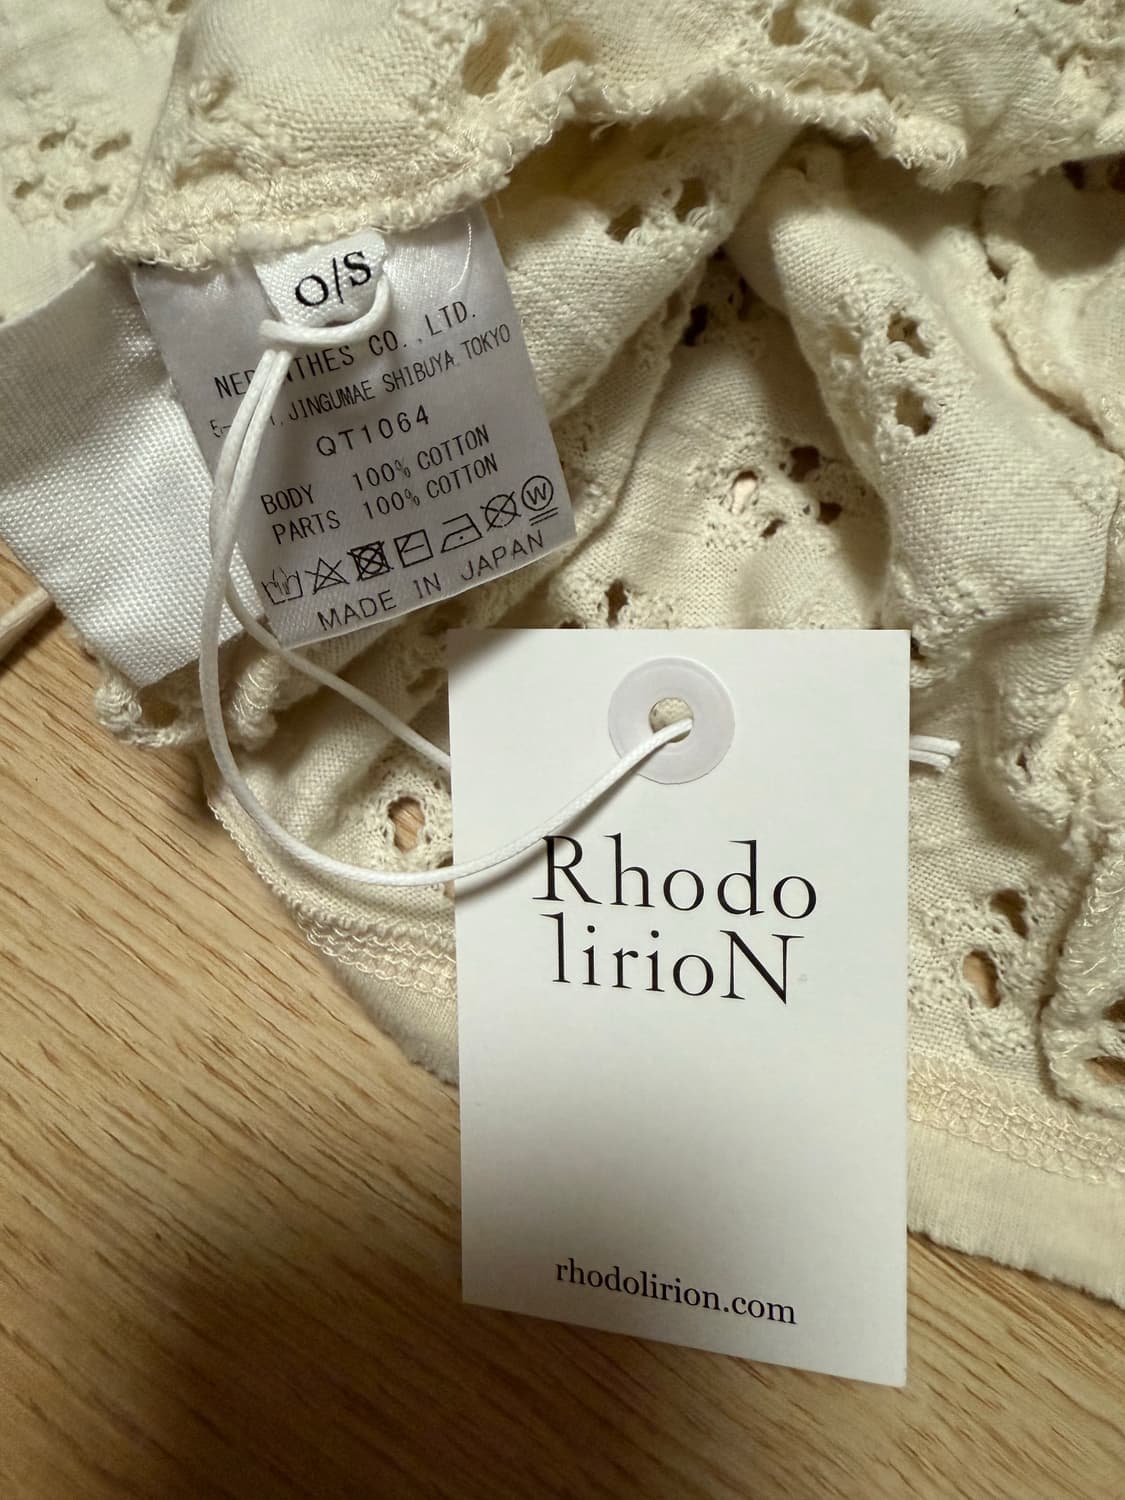 O/S
CO.,LTD.
JINGUMAE SHIBUYA TOKYO
QT1064
BODY 100% COTTON
PARTS 100% COTTON
W
MADE IN JAPAN
Rhodo
lirioN
rhodolirion.com